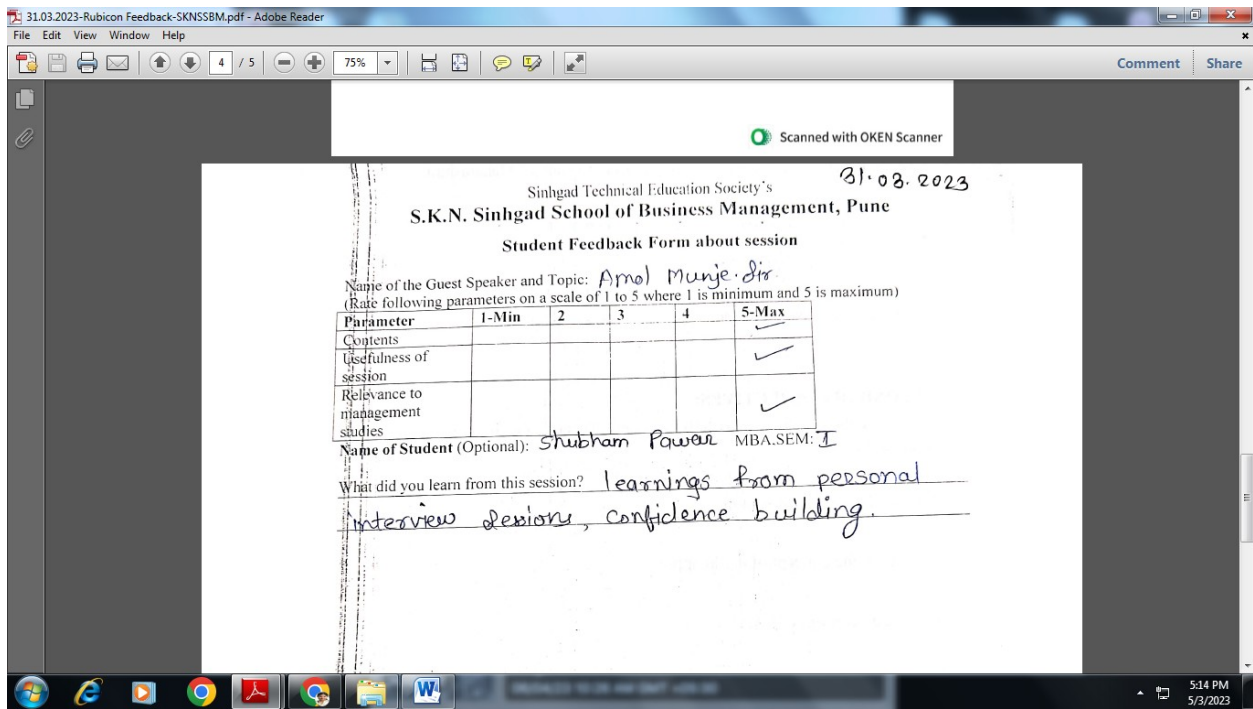 31.03.2023-Rubicon Feedback-SKNSSBM.pdf - Adobe Reader
File Edit View Window Help
4 / 5 75% Comment Share
Scanned with OKEN Scanner
31.03.2023
Sinhgad Technical Education Society's
S.K.N. Sinhgad School of Business Management, Pune
Student Feedback Form about session
Name of the Guest Speaker and Topic: Amol Munje. Sir.
(Rate following parameters on a scale of 1 to 5 where 1 is minimum and 5 is maximum)
Parameter 1-Min 2 3 4 5-Max
Contents
Usefulness of
session
Relevance to
management
studies
Name of Student (Optional): Shubham Pawar MBA.SEM: I
What did you learn from this session? learnings from personal
interview sessions, confidence building.
5:14 PM
5/3/2023